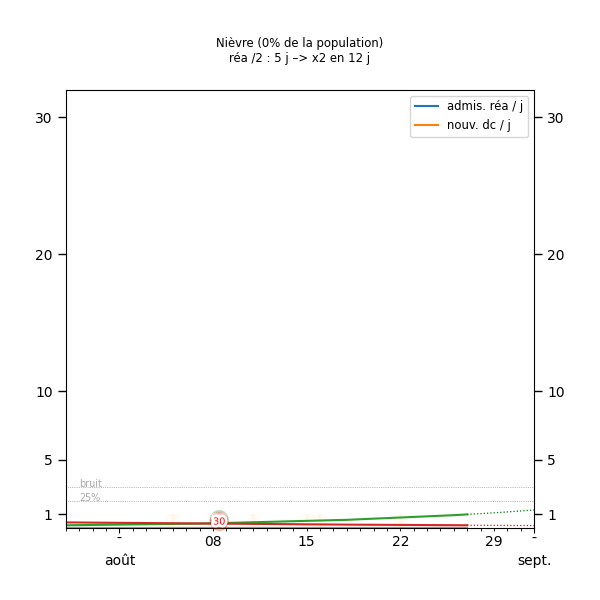 Nièvre (0% de la population)
réa /2 : 5 j –> x2 en 12 j
admis. réa / j
nouv. dc / j
30 30
20 20
10 10
5 5
bruit
25%
1 1
30
- 08 15 22 29 -
août sept.